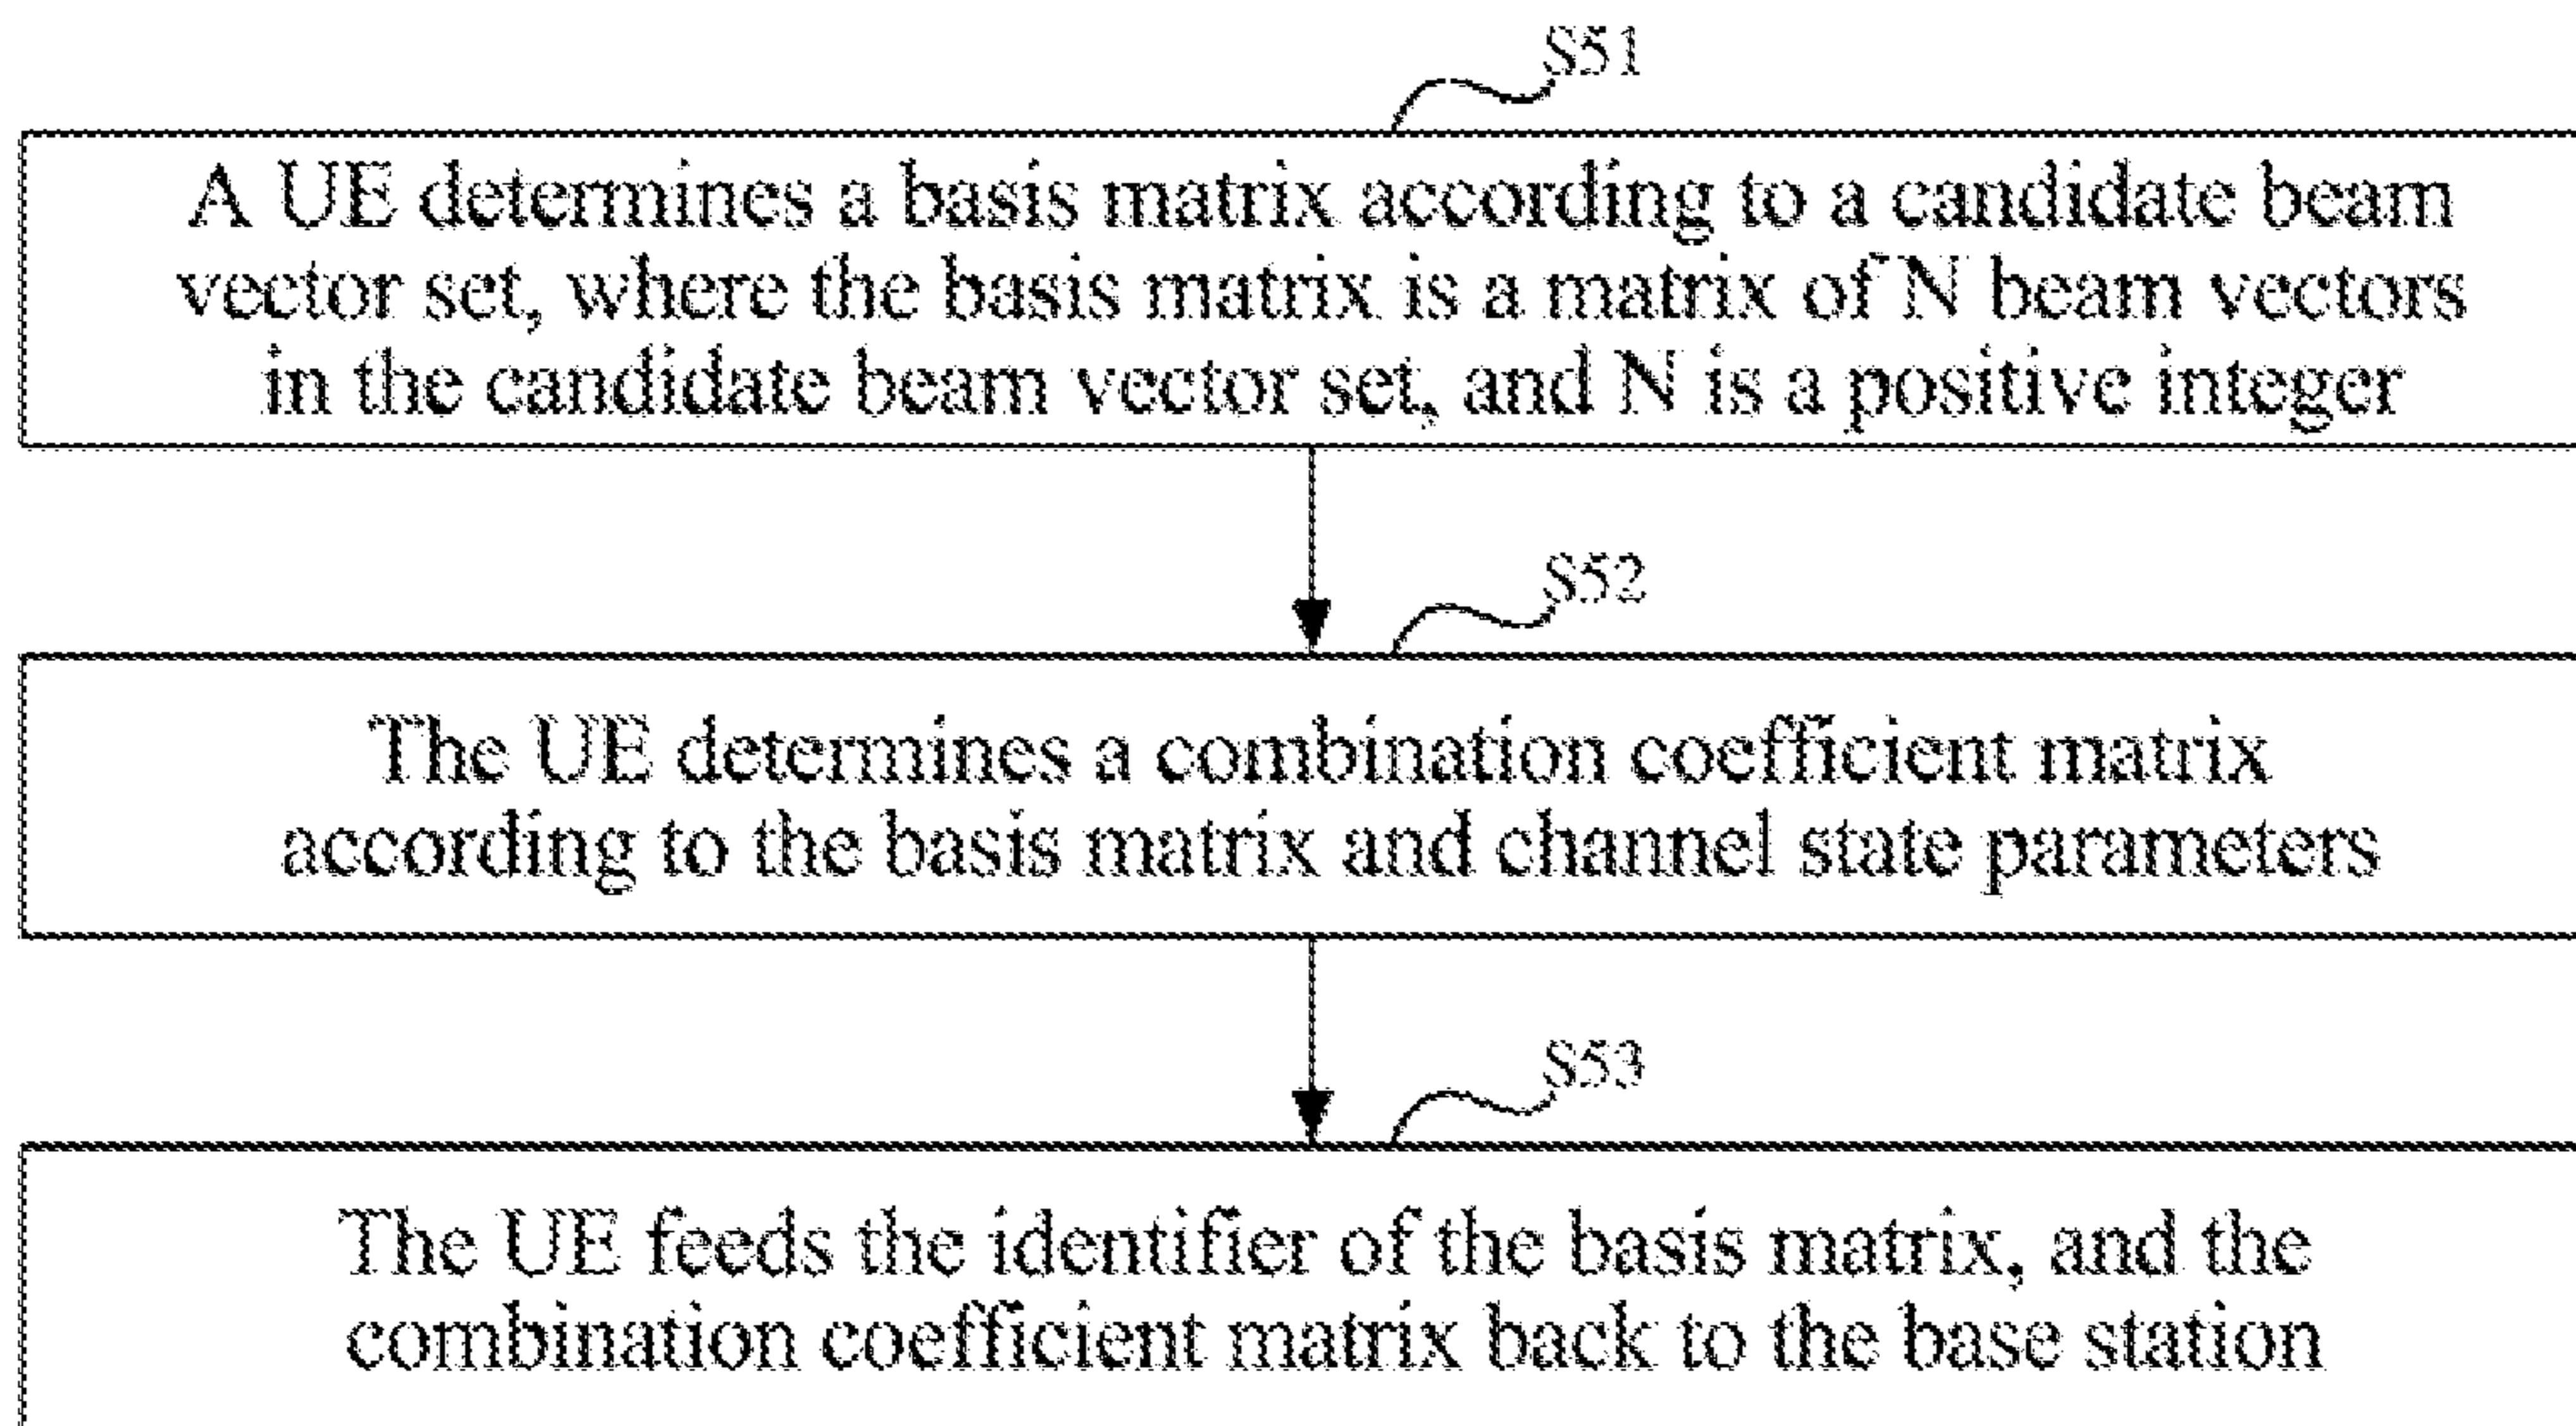 S51
A UE determines a basis matrix according to a candidate beam
vector set, where the basis matrix is a matrix of N beam vectors
in the candidate beam vector set, and N is a positive integer
S52
The UE determines a combination coefficient matrix
according to the basis matrix and channel state parameters
S53
The UE feeds the identifier of the basis matrix, and the
combination coefficient matrix back to the base station